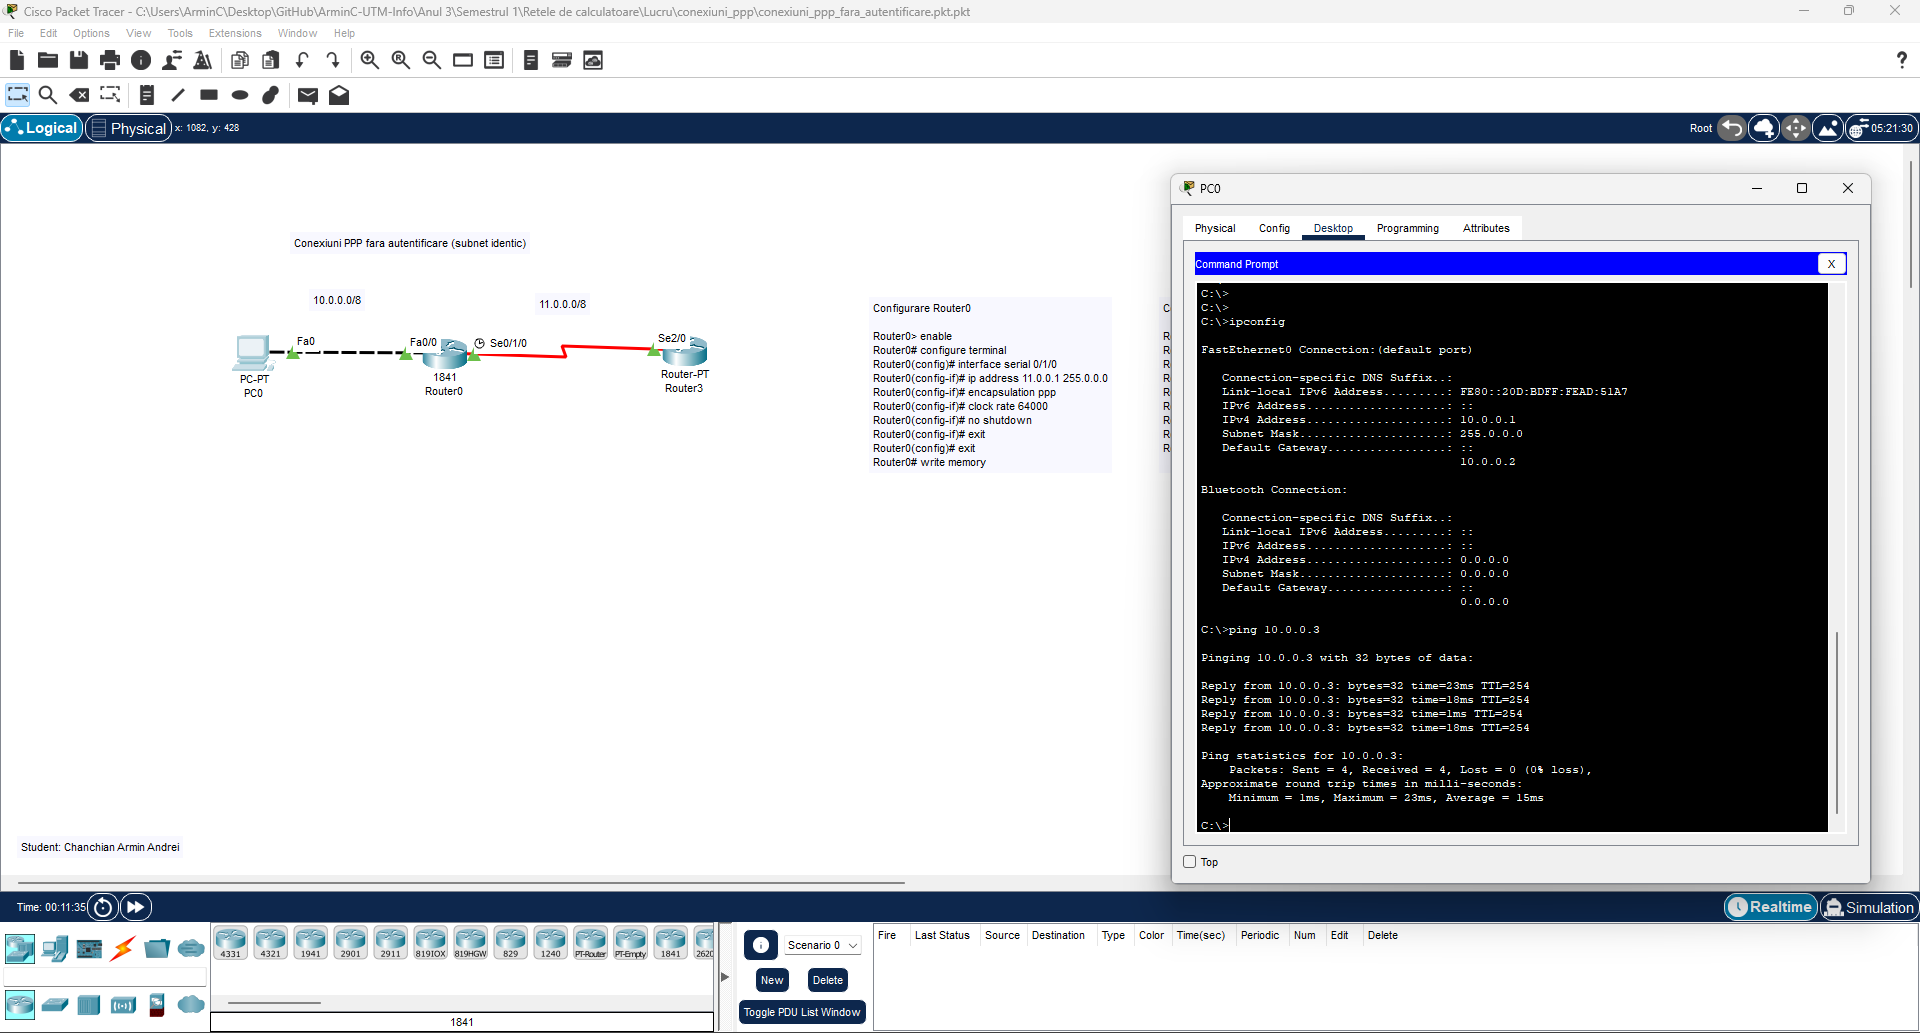 Cisco Packet Tracer - C:\Users\ArminC\Desktop\GitHub\ArminC-UTM-Info\Anul 3\Semestrul 1\Retele de calculatoare\Lucru\conexiuni_ppp\conexiuni_ppp_fara_autentificare.pkt.pkt
File Edit Options View Tools Extensions Window Help
Logical Physical x: 1082, y: 428 Root 05:21:30
Conexiuni PPP fara autentificare (subnet identic)
10.0.0.0/8
11.0.0.0/8
Fa0
Fa0/0
Se0/1/0
Se2/0
PC-PT
PC0
1841
Router0
Router-PT
Router3
Configurare Router0
Router0> enable
Router0# configure terminal
Router0(config)# interface serial 0/1/0
Router0(config-if)# ip address 11.0.0.1 255.0.0.0
Router0(config-if)# encapsulation ppp
Router0(config-if)# clock rate 64000
Router0(config-if)# no shutdown
Router0(config-if)# exit
Router0(config)# exit
Router0# write memory
Student: Chanchian Armin Andrei
PC0
Physical Config Desktop Programming Attributes
Command Prompt X
C:\>
C:\>
C:\>ipconfig
FastEthernet0 Connection:(default port)
Connection-specific DNS Suffix..:
Link-local IPv6 Address.........: FE80::20D:BDFF:FEAD:51A7
IPv6 Address....................: ::
IPv4 Address....................: 10.0.0.1
Subnet Mask.....................: 255.0.0.0
Default Gateway.................: ::
10.0.0.2
Bluetooth Connection:
Connection-specific DNS Suffix..:
Link-local IPv6 Address.........: ::
IPv6 Address....................: ::
IPv4 Address....................: 0.0.0.0
Subnet Mask.....................: 0.0.0.0
Default Gateway.................: ::
0.0.0.0
C:\>ping 10.0.0.3
Pinging 10.0.0.3 with 32 bytes of data:
Reply from 10.0.0.3: bytes=32 time=23ms TTL=254
Reply from 10.0.0.3: bytes=32 time=18ms TTL=254
Reply from 10.0.0.3: bytes=32 time=1ms TTL=254
Reply from 10.0.0.3: bytes=32 time=18ms TTL=254
Ping statistics for 10.0.0.3:
Packets: Sent = 4, Received = 4, Lost = 0 (0% loss),
Approximate round trip times in milli-seconds:
Minimum = 1ms, Maximum = 23ms, Average = 15ms
C:\>
Top
Time: 00:11:35 Realtime Simulation
4331 4321 1941 2901 2911 819IOX 819HGW 829 1240 PT-Router PT-Empty 1841 2620
1841
Scenario 0
New Delete
Toggle PDU List Window
Fire Last Status Source Destination Type Color Time(sec) Periodic Num Edit Delete